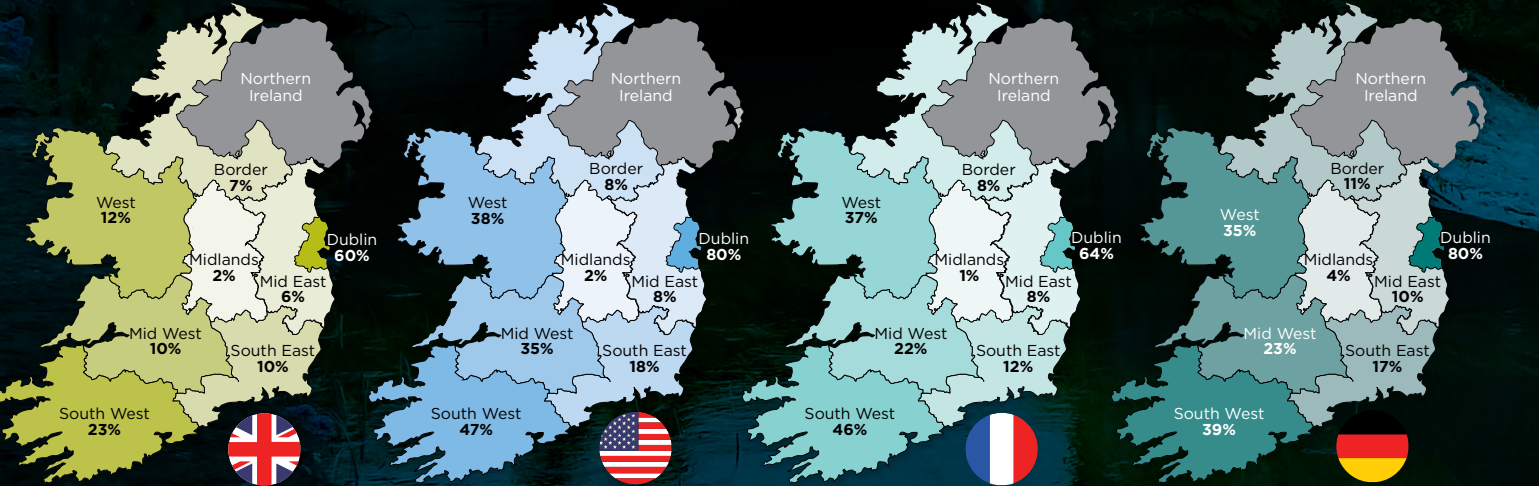 Northern
Ireland
Border
7%
West
12%
Dublin
60%
Midlands
2%
Mid East
6%
Mid West
10%
South East
10%
South West
23%
Northern
Ireland
Border
8%
West
38%
Dublin
80%
Midlands
2%
Mid East
8%
Mid West
35%
South East
18%
South West
47%
Northern
Ireland
Border
8%
West
37%
Dublin
64%
Midlands
1%
Mid East
8%
Mid West
22%
South East
12%
South West
46%
Northern
Ireland
Border
11%
West
35%
Dublin
80%
Midlands
4%
Mid East
10%
Mid West
23%
South East
17%
South West
39%